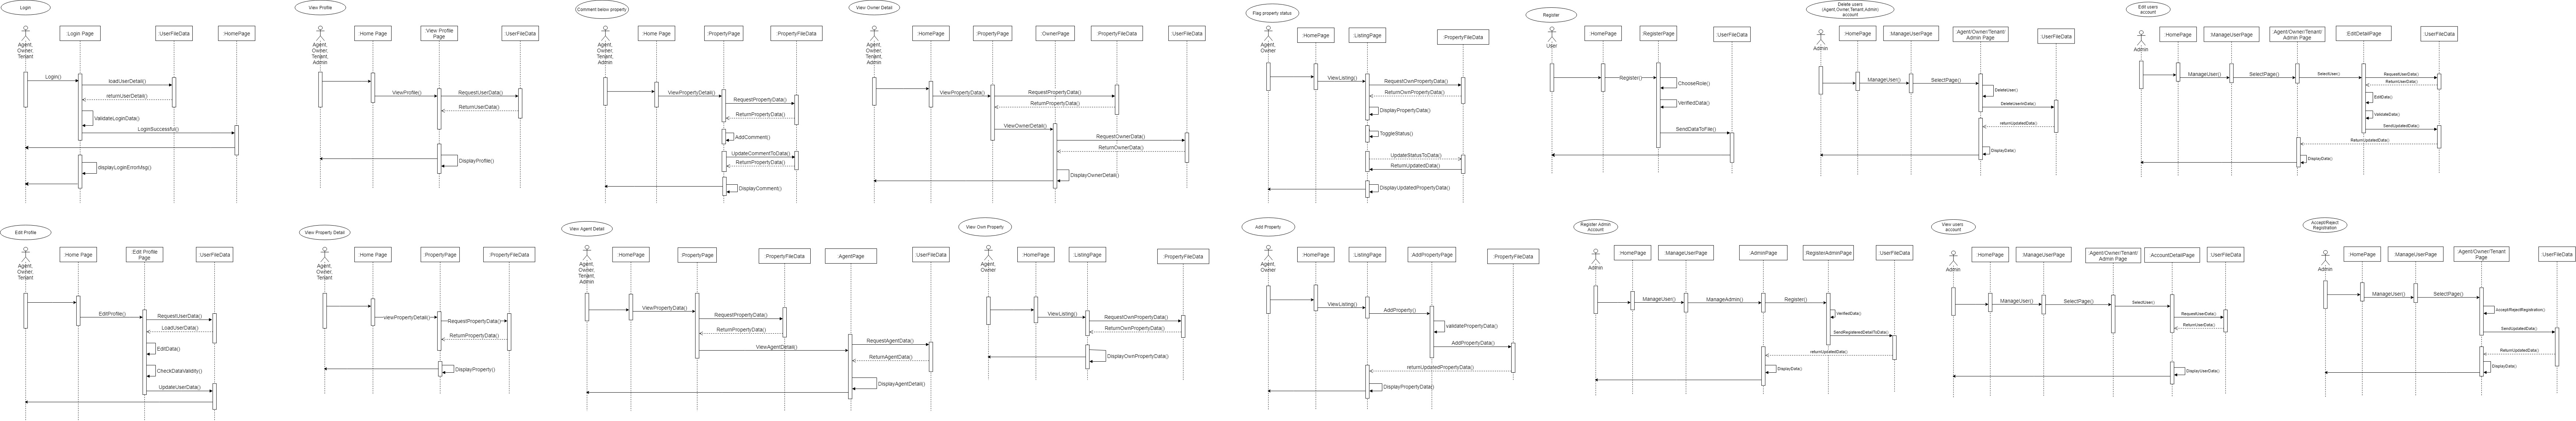 Login
Agent,
Owner,
Tenant
:Login Page
:UserFileData
:HomePage
Login()
loadUserDetail()
returnUserDetail()
ValidateLoginData()
LoginSuccessful()
displayLoginErrorMsg()
View Profile
Agent,
Owner,
Tenant,
Admin
:Home Page
:View Profile
Page
:UserFileData
ViewProfile()
RequestUserData()
ReturnUserData()
DisplayProfile()
Comment below property
Agent,
Owner,
Tenant,
Admin
:Home Page
:PropertyPage
:PropertyFileData
ViewPropertyDetail()
RequestPropertyData()
ReturnPropertyData()
AddComment()
UpdateCommentToData()
ReturnPropertyData()
DisplayComment()
View Owner Detail
Agent,
Owner,
Tenant,
Admin
:HomePage
:PropertyPage
:OwnerPage
:PropertyFileData
:UserFileData
ViewPropertyData()
RequestPropertyData()
ReturnPropertyData()
ViewOwnerDetail()
RequestOwnerData()
ReturnOwnerData()
DisplayOwnerDetail()
Flag property status
Agent,
Owner
:HomePage
:ListingPage
:PropertyFileData
ViewListing()
RequestOwnPropertyData()
ReturnOwnPropertyData()
DisplayPropertyData()
ToggleStatus()
UpdateStatusToData()
ReturnUpdatedData()
DisplayUpdatedPropertyData()
Register
User
:HomePage
:RegisterPage
:UserFileData
Register()
ChooseRole()
VerifiedData()
SendDataToFile()
Delete users
(Agent,Owner,Tenant,Admin)
account
Admin
:HomePage
:ManageUserPage
:Agent/Owner/Tenant/
Admin Page
:UserFileData
ManageUser()
SelectPage()
DeleteUser()
DeleteUserInData()
returnUpdatedData()
DisplayData()
Edit users
account
Admin
:HomePage
:ManageUserPage
:Agent/Owner/Tenant/
Admin Page
:EditDetailPage
:UserFileData
ManageUser()
SelectPage()
SelectUser()
RequestUserData()
ReturnUserData()
EditData()
ValidateData()
SendUpdatedData()
ReturnUpdatedData()
DisplayData()
Edit Profile
Agent,
Owner,
Tenant
:Home Page
:Edit Profile
Page
:UserFileData
EditProfile()
RequestUserData()
LoadUserData()
EditData()
CheckDataValidity()
UpdateUserData()
View Property Detail
Agent,
Owner,
Tenant
:Home Page
:PropertyPage
:PropertyFileData
viewPropertyDetail()
RequestPropertyData()
ReturnPropertyData()
DisplayProperty()
View Agent Detail
Agent,
Owner,
Tenant,
Admin
:HomePage
:PropertyPage
:PropertyFileData
:AgentPage
:UserFileData
ViewPropertyData()
RequestPropertyData()
ReturnPropertyData()
ViewAgentDetail()
RequestAgentData()
ReturnAgentData()
DisplayAgentDetail()
View Own Property
Agent,
Owner
:HomePage
:ListingPage
:PropertyFileData
ViewListing()
RequestOwnPropertyData()
ReturnOwnPropertyData()
DisplayOwnPropertyData()
Add Property
Agent,
Owner
:HomePage
:ListingPage
:AddPropertyPage
:PropertyFileData
ViewListing()
AddProperty()
validatePropertyData()
AddPropertyData()
returnUpdatedPropertyData()
DisplayPropertyData()
Register Admin
Account
Admin
:HomePage
:ManageUserPage
:AdminPage
:RegisterAdminPage
:UserFileData
ManageUser()
ManageAdmin()
Register()
VerifiedData()
SendRegisteredDetailToData()
returnUpdatedData()
DisplayData()
View users
account
Admin
:HomePage
:ManageUserPage
:Agent/Owner/Tenant/
Admin Page
:AccountDetailPage
:UserFileData
ManageUser()
SelectPage()
SelectUser()
RequestUserData()
ReturnUserData()
DisplayUserData()
Accept/Reject
Registration
Admin
:HomePage
:ManageUserPage
:Agent/Owner/Tenant
Page
:UserFileData
ManageUser()
SelectPage()
AcceptRejectRegistration()
SendUpdatedData()
ReturnUpdatedData()
DisplayData()